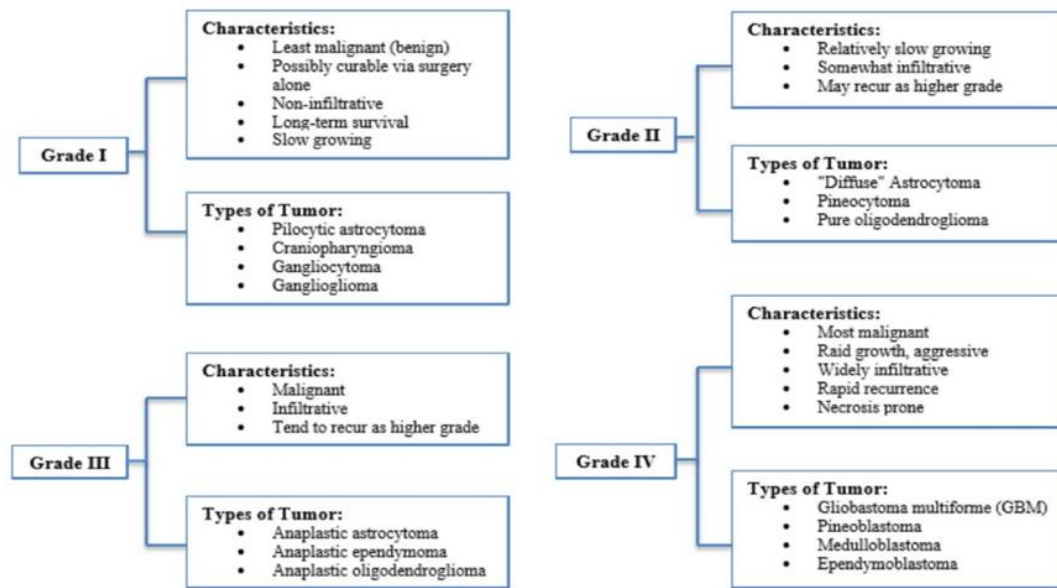 Grade I
Characteristics:
• Least malignant (benign)
• Possibly curable via surgery
alone
• Non-infiltrative
• Long-term survival
• Slow growing
Types of Tumor:
• Pilocytic astrocytoma
• Craniopharyngioma
• Gangliocytoma
• Ganglioglioma
Grade II
Characteristics:
• Relatively slow growing
• Somewhat infiltrative
• May recur as higher grade
Types of Tumor:
• "Diffuse" Astrocytoma
• Pineocytoma
• Pure oligodendroglioma
Grade III
Characteristics:
• Malignant
• Infiltrative
• Tend to recur as higher grade
Types of Tumor:
• Anaplastic astrocytoma
• Anaplastic ependymoma
• Anaplastic oligodendroglioma
Grade IV
Characteristics:
• Most malignant
• Raid growth, aggressive
• Widely infiltrative
• Rapid recurrence
• Necrosis prone
Types of Tumor:
• Gliobastoma multiforme (GBM)
• Pineoblastoma
• Medulloblastoma
• Ependymoblastoma